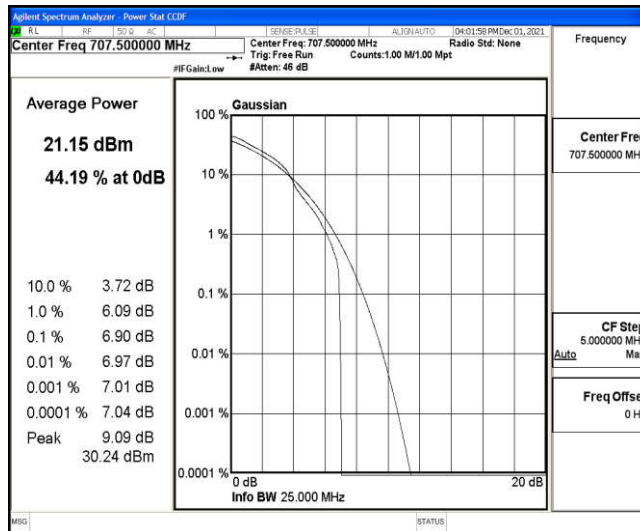 Agilent Spectrum Analyzer - Power Stat CCDF
RL RF 50 Ω AC SENSE:PULSE ALIGNAUTO 04:01:58 PM Dec 01, 2021
Center Freq 707.500000 MHz
Center Freq: 707.500000 MHz Radio Std: None
Trig: Free Run Counts:1.00 M/1.00 Mpt
#IFGain:Low #Atten: 46 dB
Frequency
Average Power
21.15 dBm
44.19 % at 0dB
10.0 % 3.72 dB
1.0 % 6.09 dB
0.1 % 6.90 dB
0.01 % 6.97 dB
0.001 % 7.01 dB
0.0001 % 7.04 dB
Peak 9.09 dB
30.24 dBm
Gaussian
100 %
10 %
1 %
0.1 %
0.01 %
0.001 %
0.0001 %
0 dB 20 dB
Info BW 25.000 MHz
Center Fre
707.500000 MH
CF Step
5.000000 MH
Auto Ma
Freq Offse
0 H
MSG STATUS